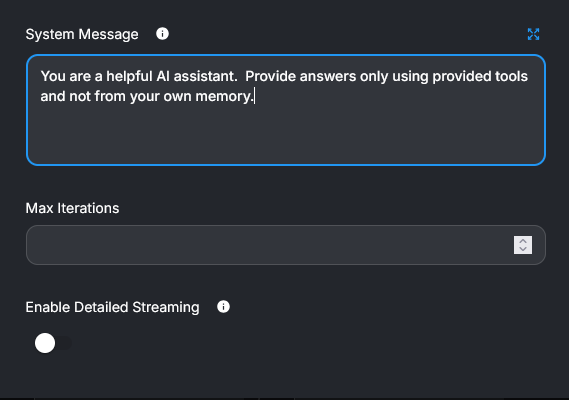 System Message
You are a helpful AI assistant.  Provide answers only using provided tools
and not from your own memory.
Max Iterations
Enable Detailed Streaming